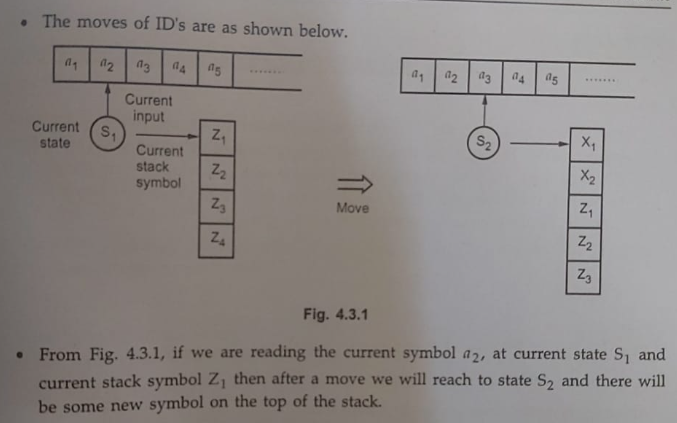 • The moves of ID's are as shown below.
a1 a2 a3 a4 a5 ........
Current input
Current state
S1
Current stack symbol
Z1
Z2
Z3
Z4
Move
a1 a2 a3 a4 a5 .......
S2
X1
X2
Z1
Z2
Z3
Fig. 4.3.1
• From Fig. 4.3.1, if we are reading the current symbol a2, at current state S1 and
current stack symbol Z1 then after a move we will reach to state S2 and there will
be some new symbol on the top of the stack.